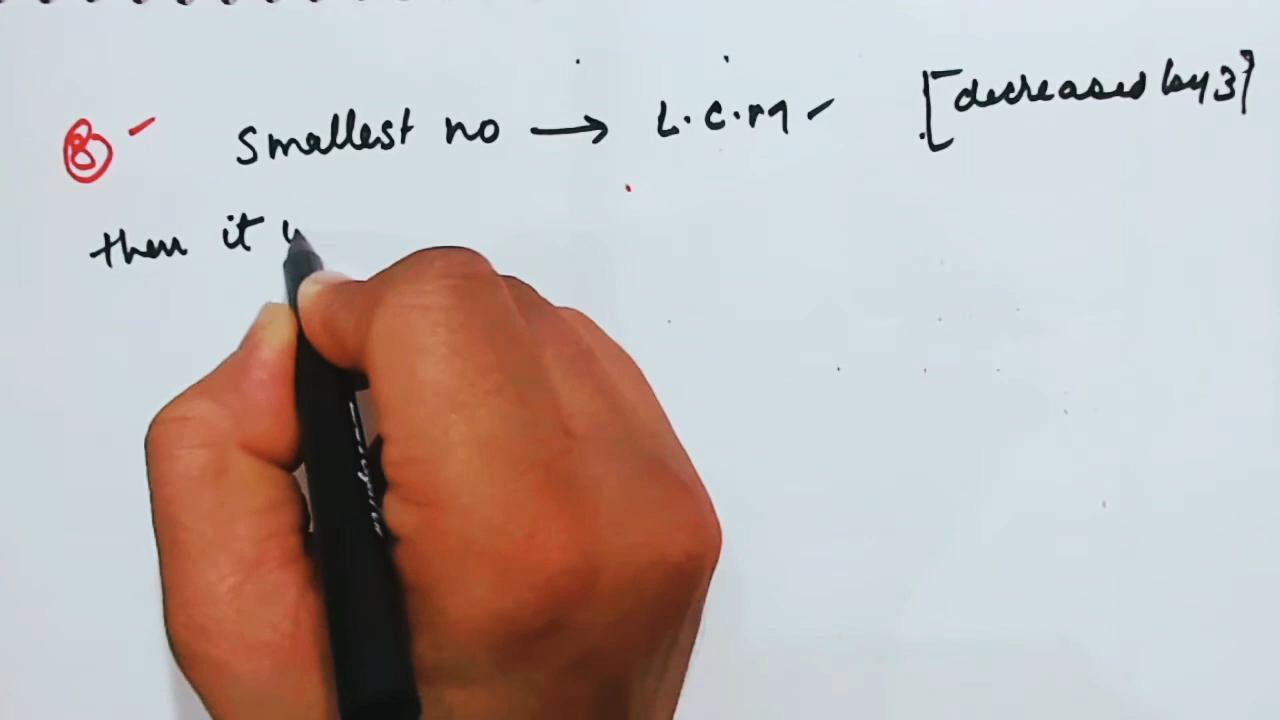 8 Smallest no → L.C.M [decreased by 3]
then it